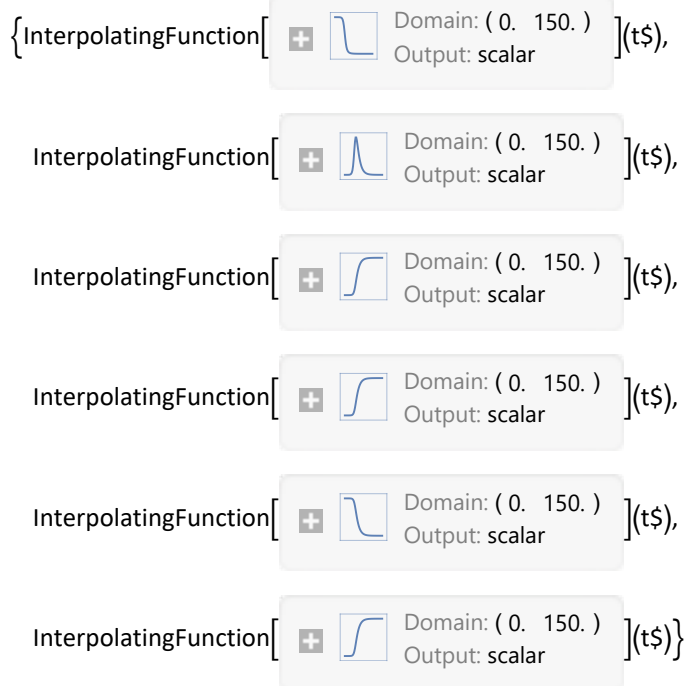 {InterpolatingFunction[ Domain: ( 0. 150. )
Output: scalar ](t$),
InterpolatingFunction[ Domain: ( 0. 150. )
Output: scalar ](t$),
InterpolatingFunction[ Domain: ( 0. 150. )
Output: scalar ](t$),
InterpolatingFunction[ Domain: ( 0. 150. )
Output: scalar ](t$),
InterpolatingFunction[ Domain: ( 0. 150. )
Output: scalar ](t$),
InterpolatingFunction[ Domain: ( 0. 150. )
Output: scalar ](t$)}